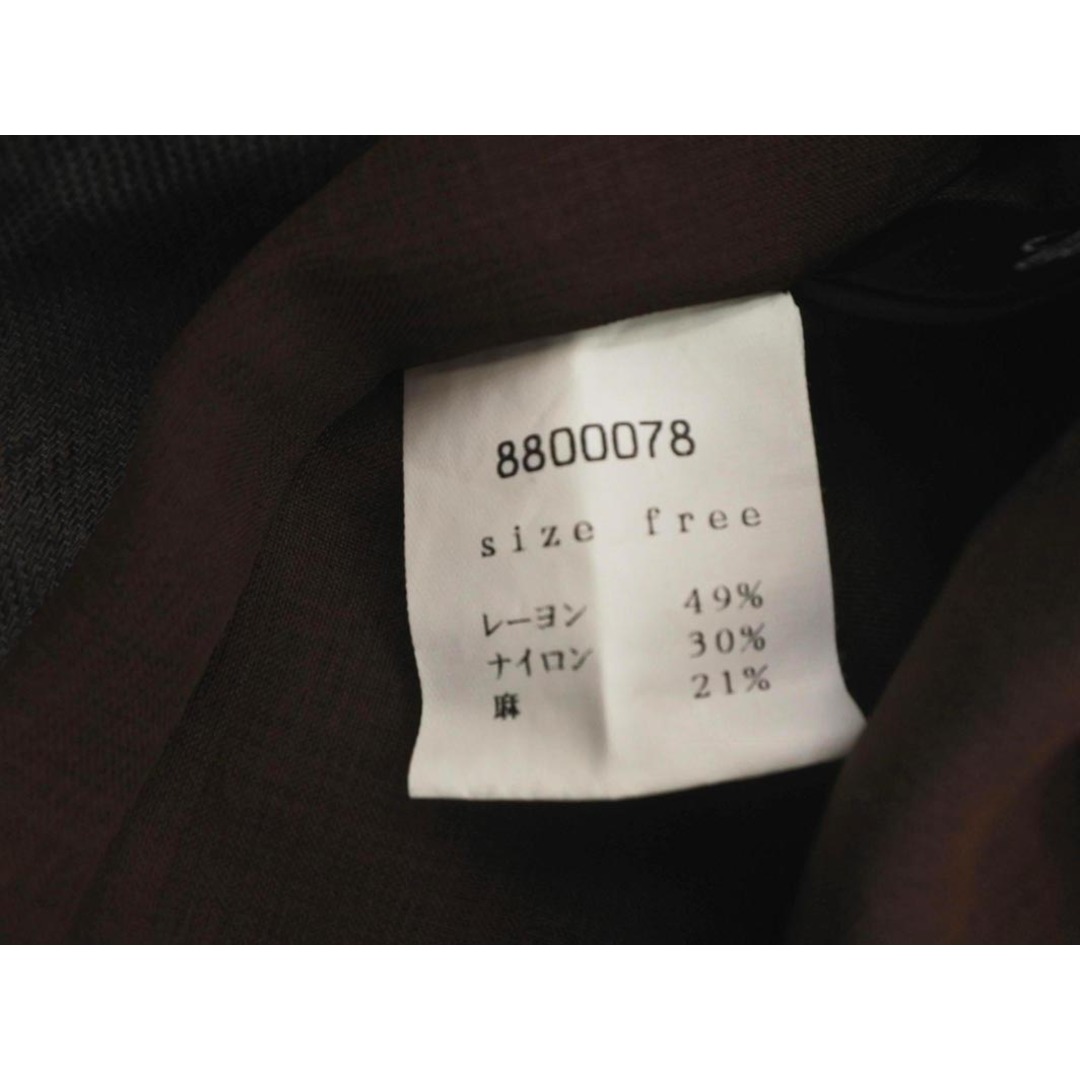 8800078
size free
レーヨン 49%
ナイロン 30%
麻 21%